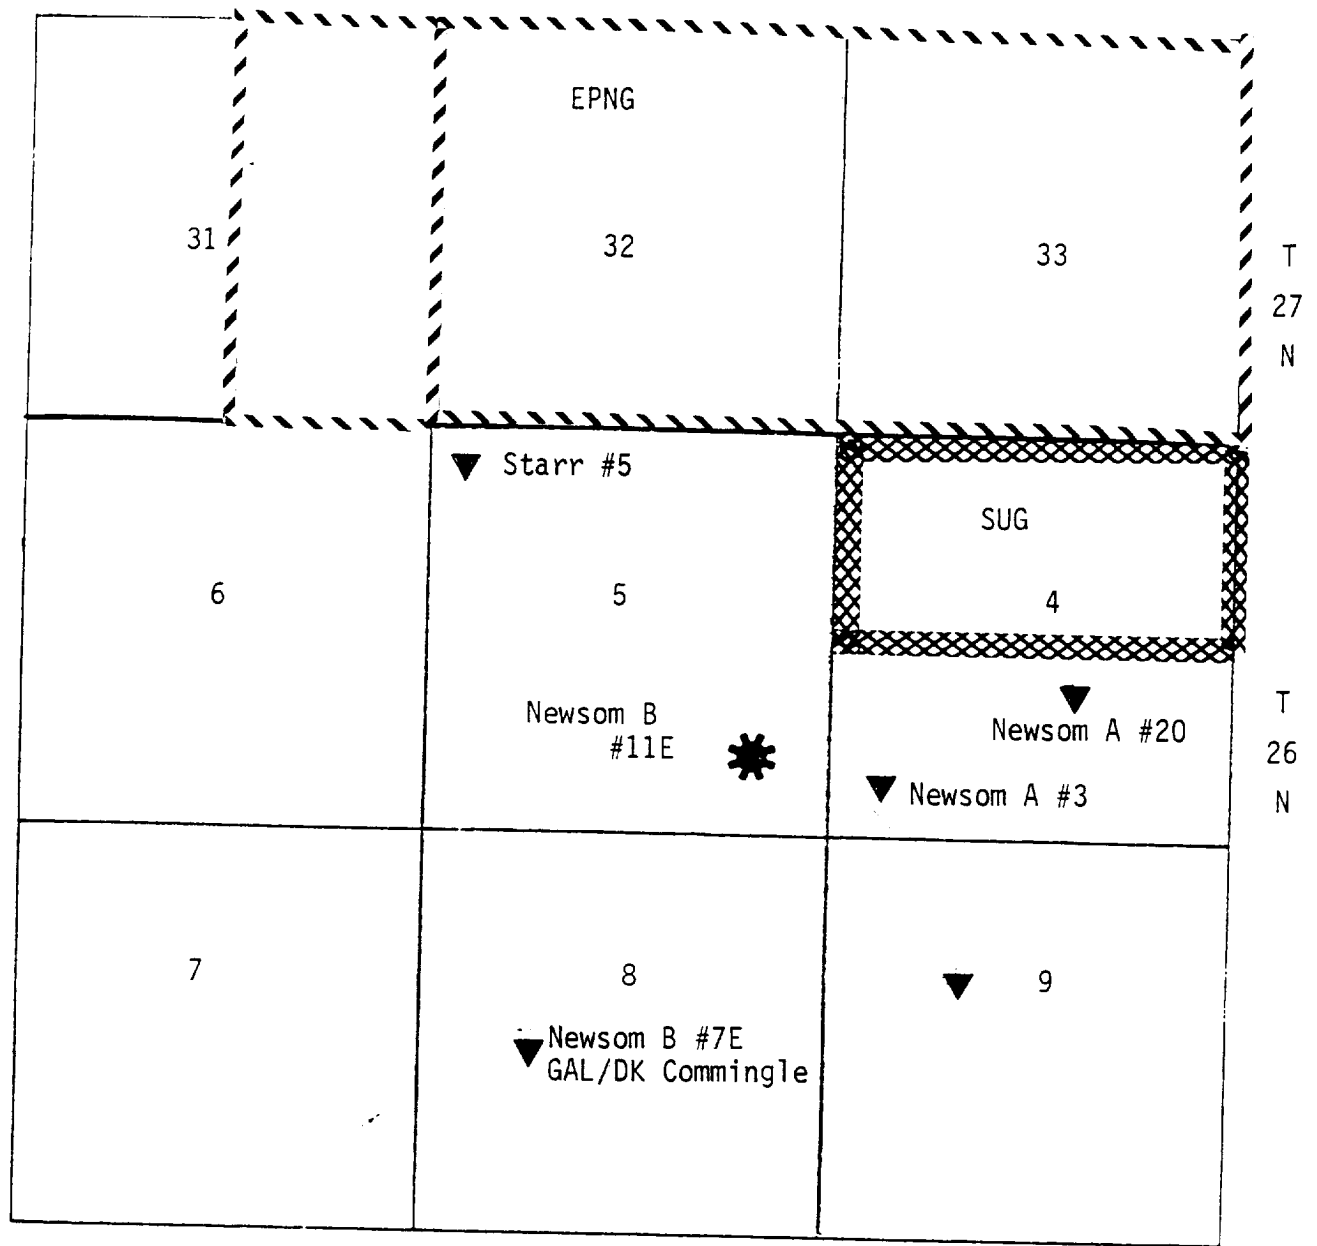 EPNG
31
32
33
T
27
N
Starr #5
SUG
6
5
4
Newsom B
#11E
Newsom A #20
Newsom A #3
T
26
N
7
8
9
Newsom B #7E
GAL/DK Commingle